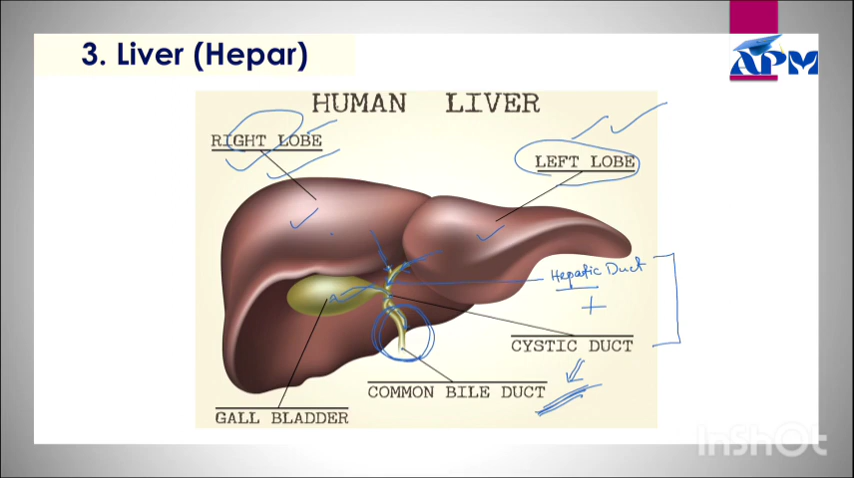 3. Liver (Hepar)
APM
HUMAN LIVER
RIGHT LOBE
LEFT LOBE
Hepatic Duct
+
CYSTIC DUCT
COMMON BILE DUCT
GALL BLADDER
InShOt